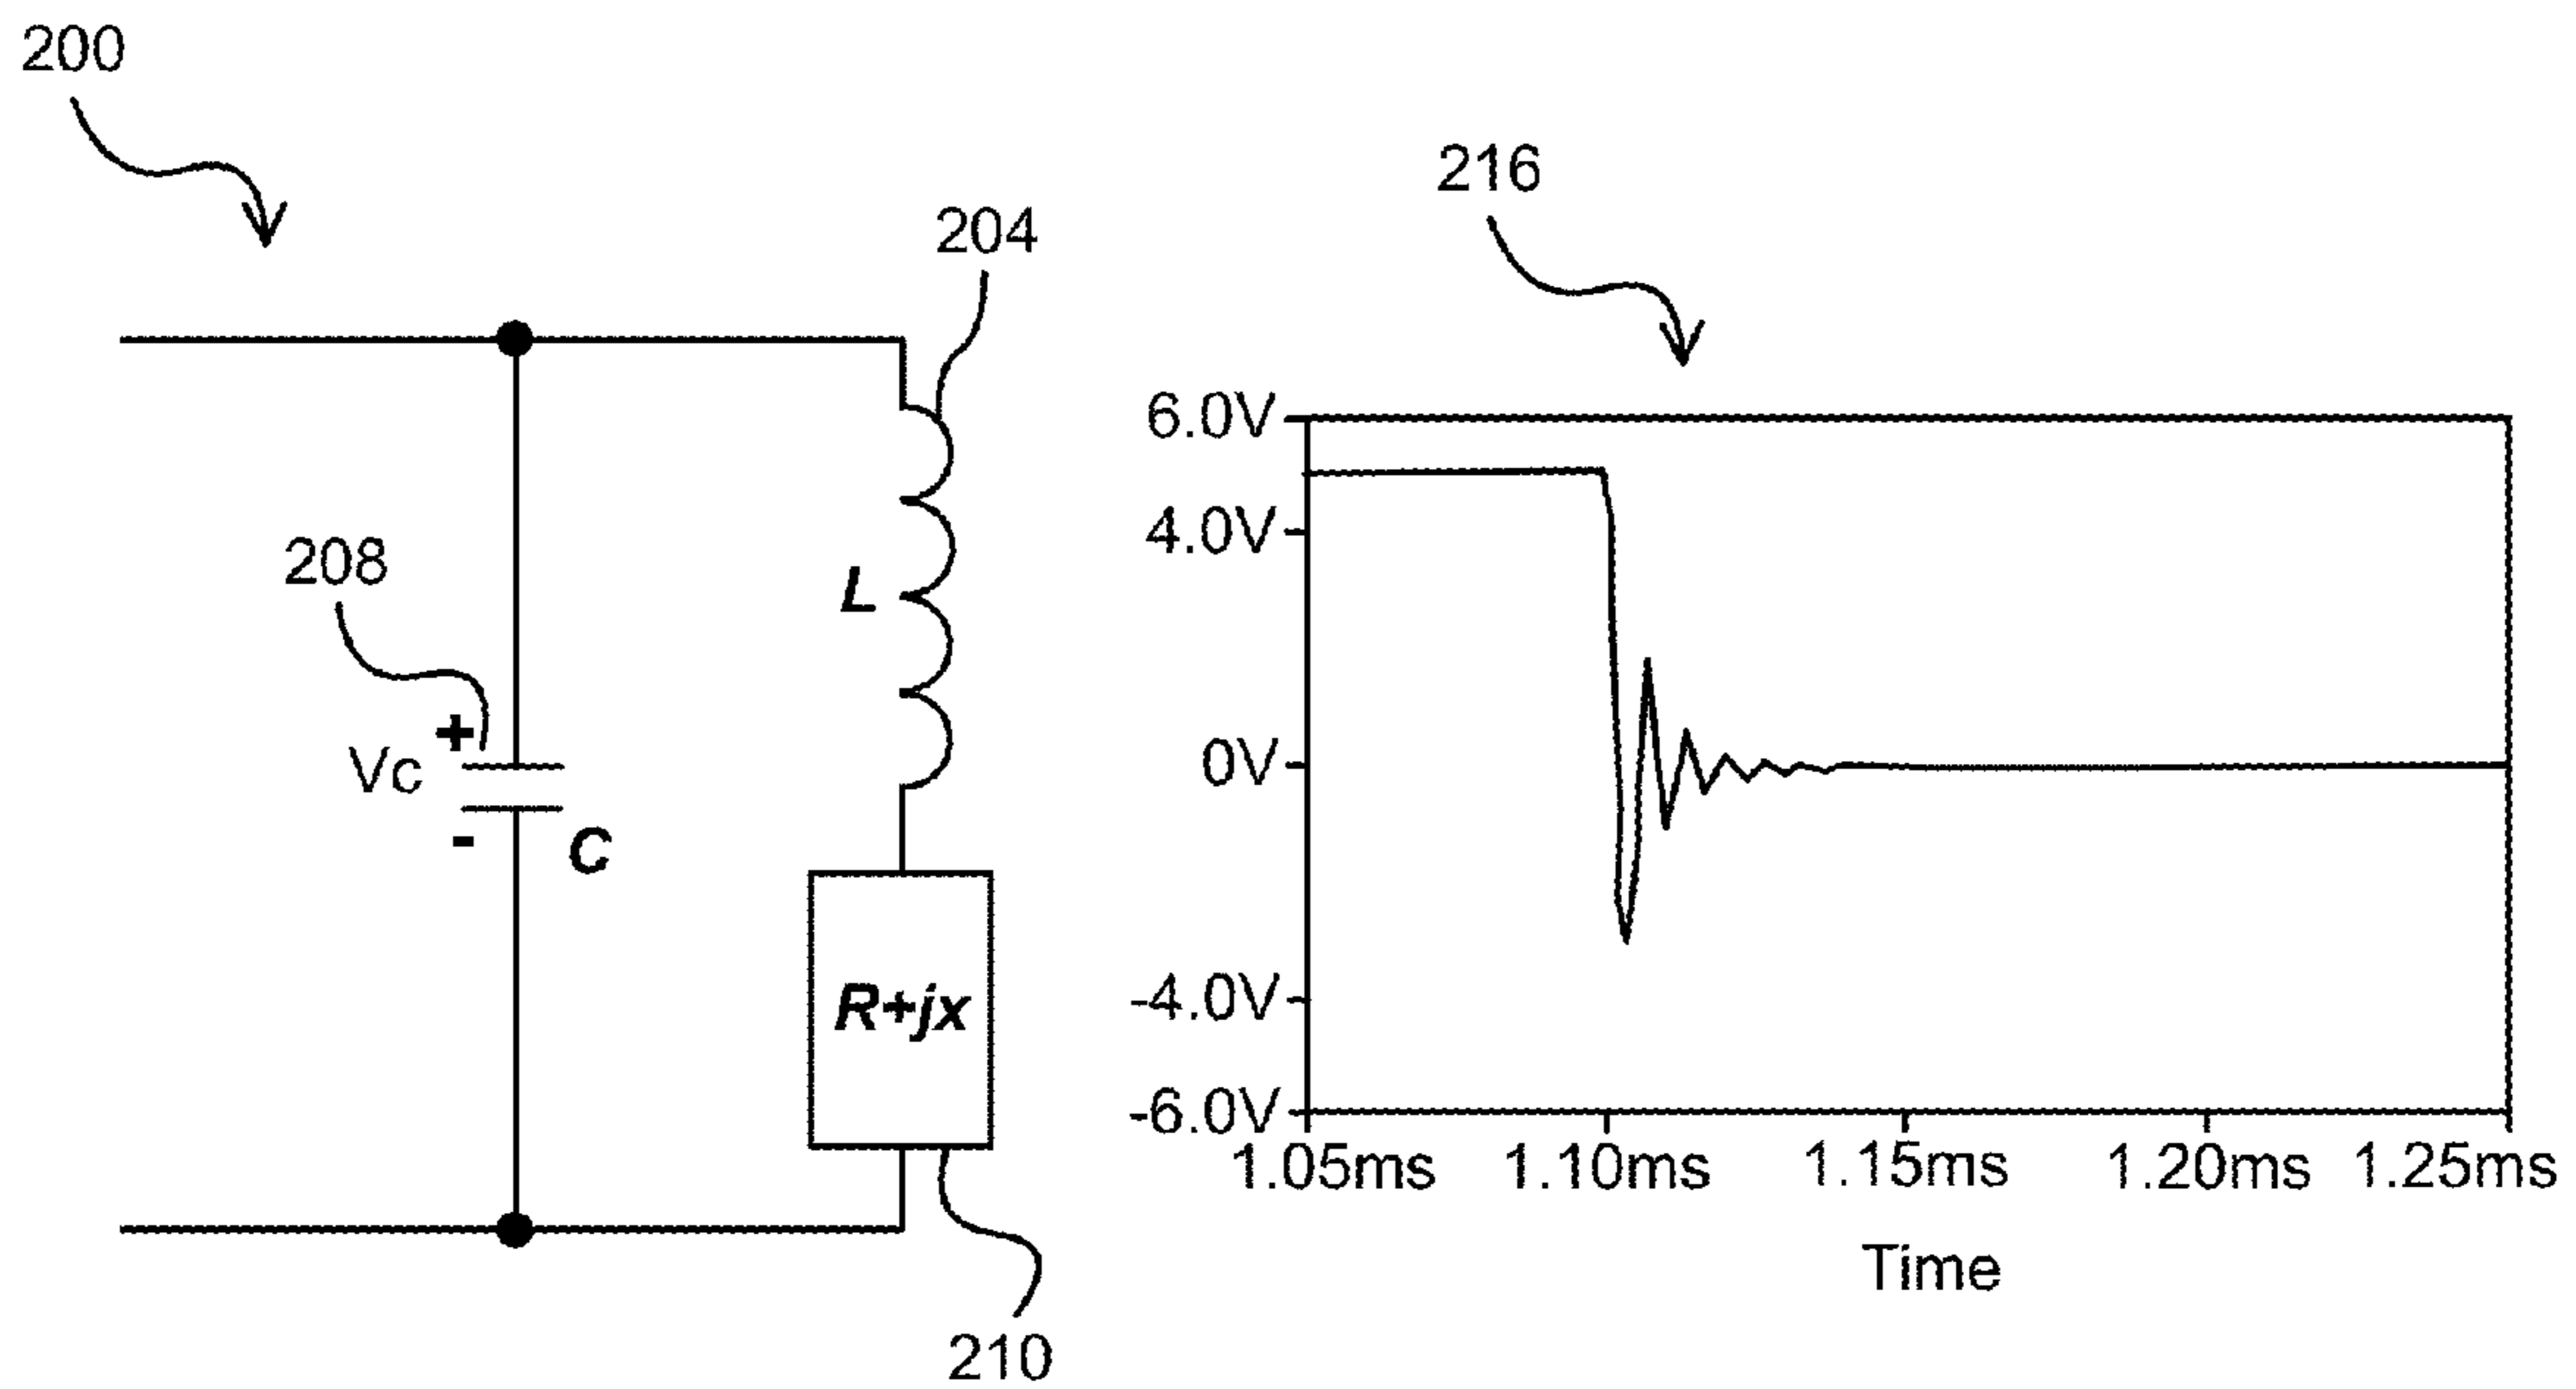 200
204
208
+
Vc
-
C
L
R+jx
210
216
6.0V
4.0V
0V
-4.0V
-6.0V
1.05ms 1.10ms 1.15ms 1.20ms 1.25ms
Time